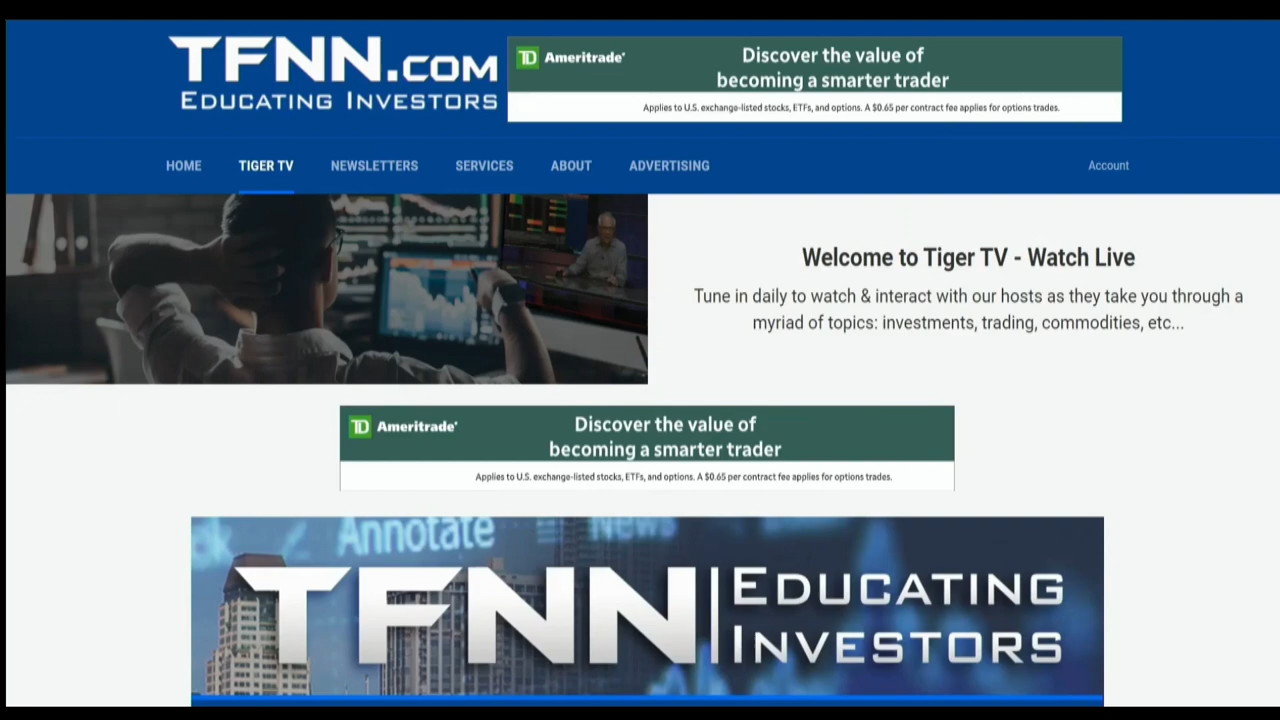 TFNN.COM
EDUCATING INVESTORS
TD Ameritrade®
Discover the value of
becoming a smarter trader
Applies to U.S. exchange-listed stocks, ETFs, and options. A $0.65 per contract fee applies for options trades.
HOME TIGER TV NEWSLETTERS SERVICES ABOUT ADVERTISING Account
Welcome to Tiger TV - Watch Live
Tune in daily to watch & interact with our hosts as they take you through a
myriad of topics: investments, trading, commodities, etc...
TD Ameritrade®
Discover the value of
becoming a smarter trader
Applies to U.S. exchange-listed stocks, ETFs, and options. A $0.65 per contract fee applies for options trades.
Annotate News
TFNN EDUCATING
INVESTORS